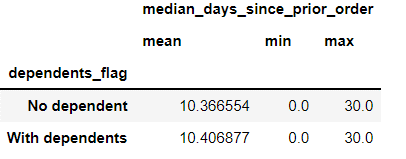 median_days_since_prior_order
mean min max
dependents_flag
No dependent 10.366554 0.0 30.0
With dependents 10.406877 0.0 30.0